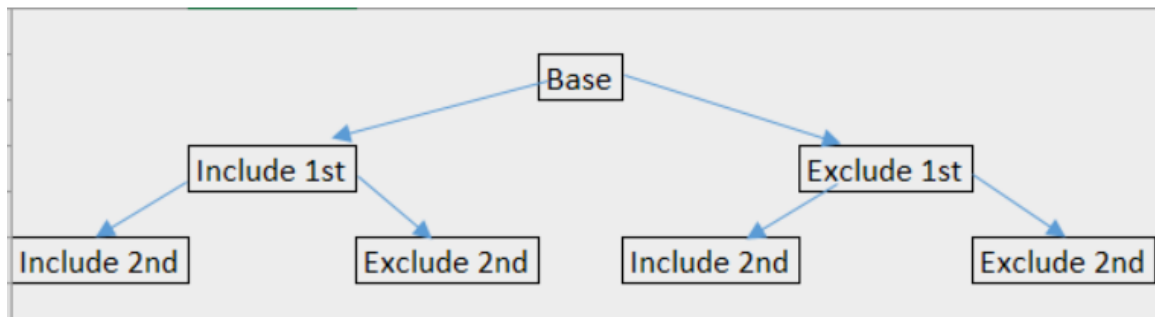 Base
Include 1st
Exclude 1st
Include 2nd
Exclude 2nd
Include 2nd
Exclude 2nd